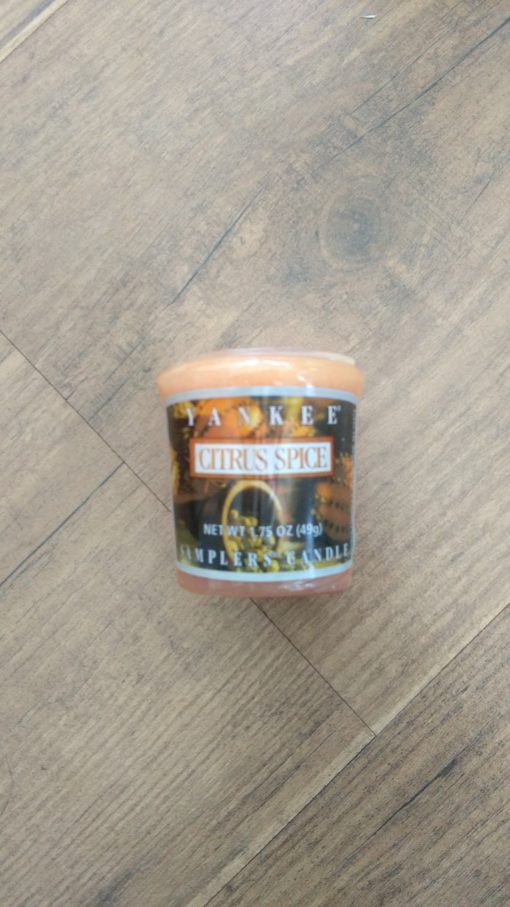 YANKEE®
CITRUS SPICE
NET WT 1.75 OZ (49g)
SAMPLERS® CANDLE